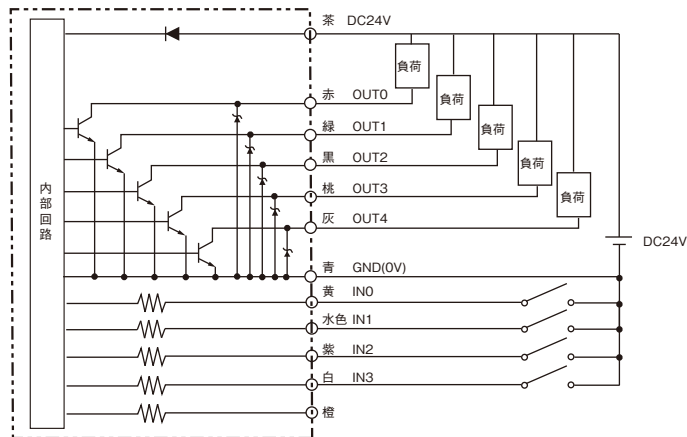 茶 DC24V
負荷
負荷
負荷
負荷
負荷
赤 OUT0
緑 OUT1
黒 OUT2
桃 OUT3
灰 OUT4
内部回路
DC24V
青 GND(0V)
黄 IN0
水色 IN1
紫 IN2
白 IN3
橙